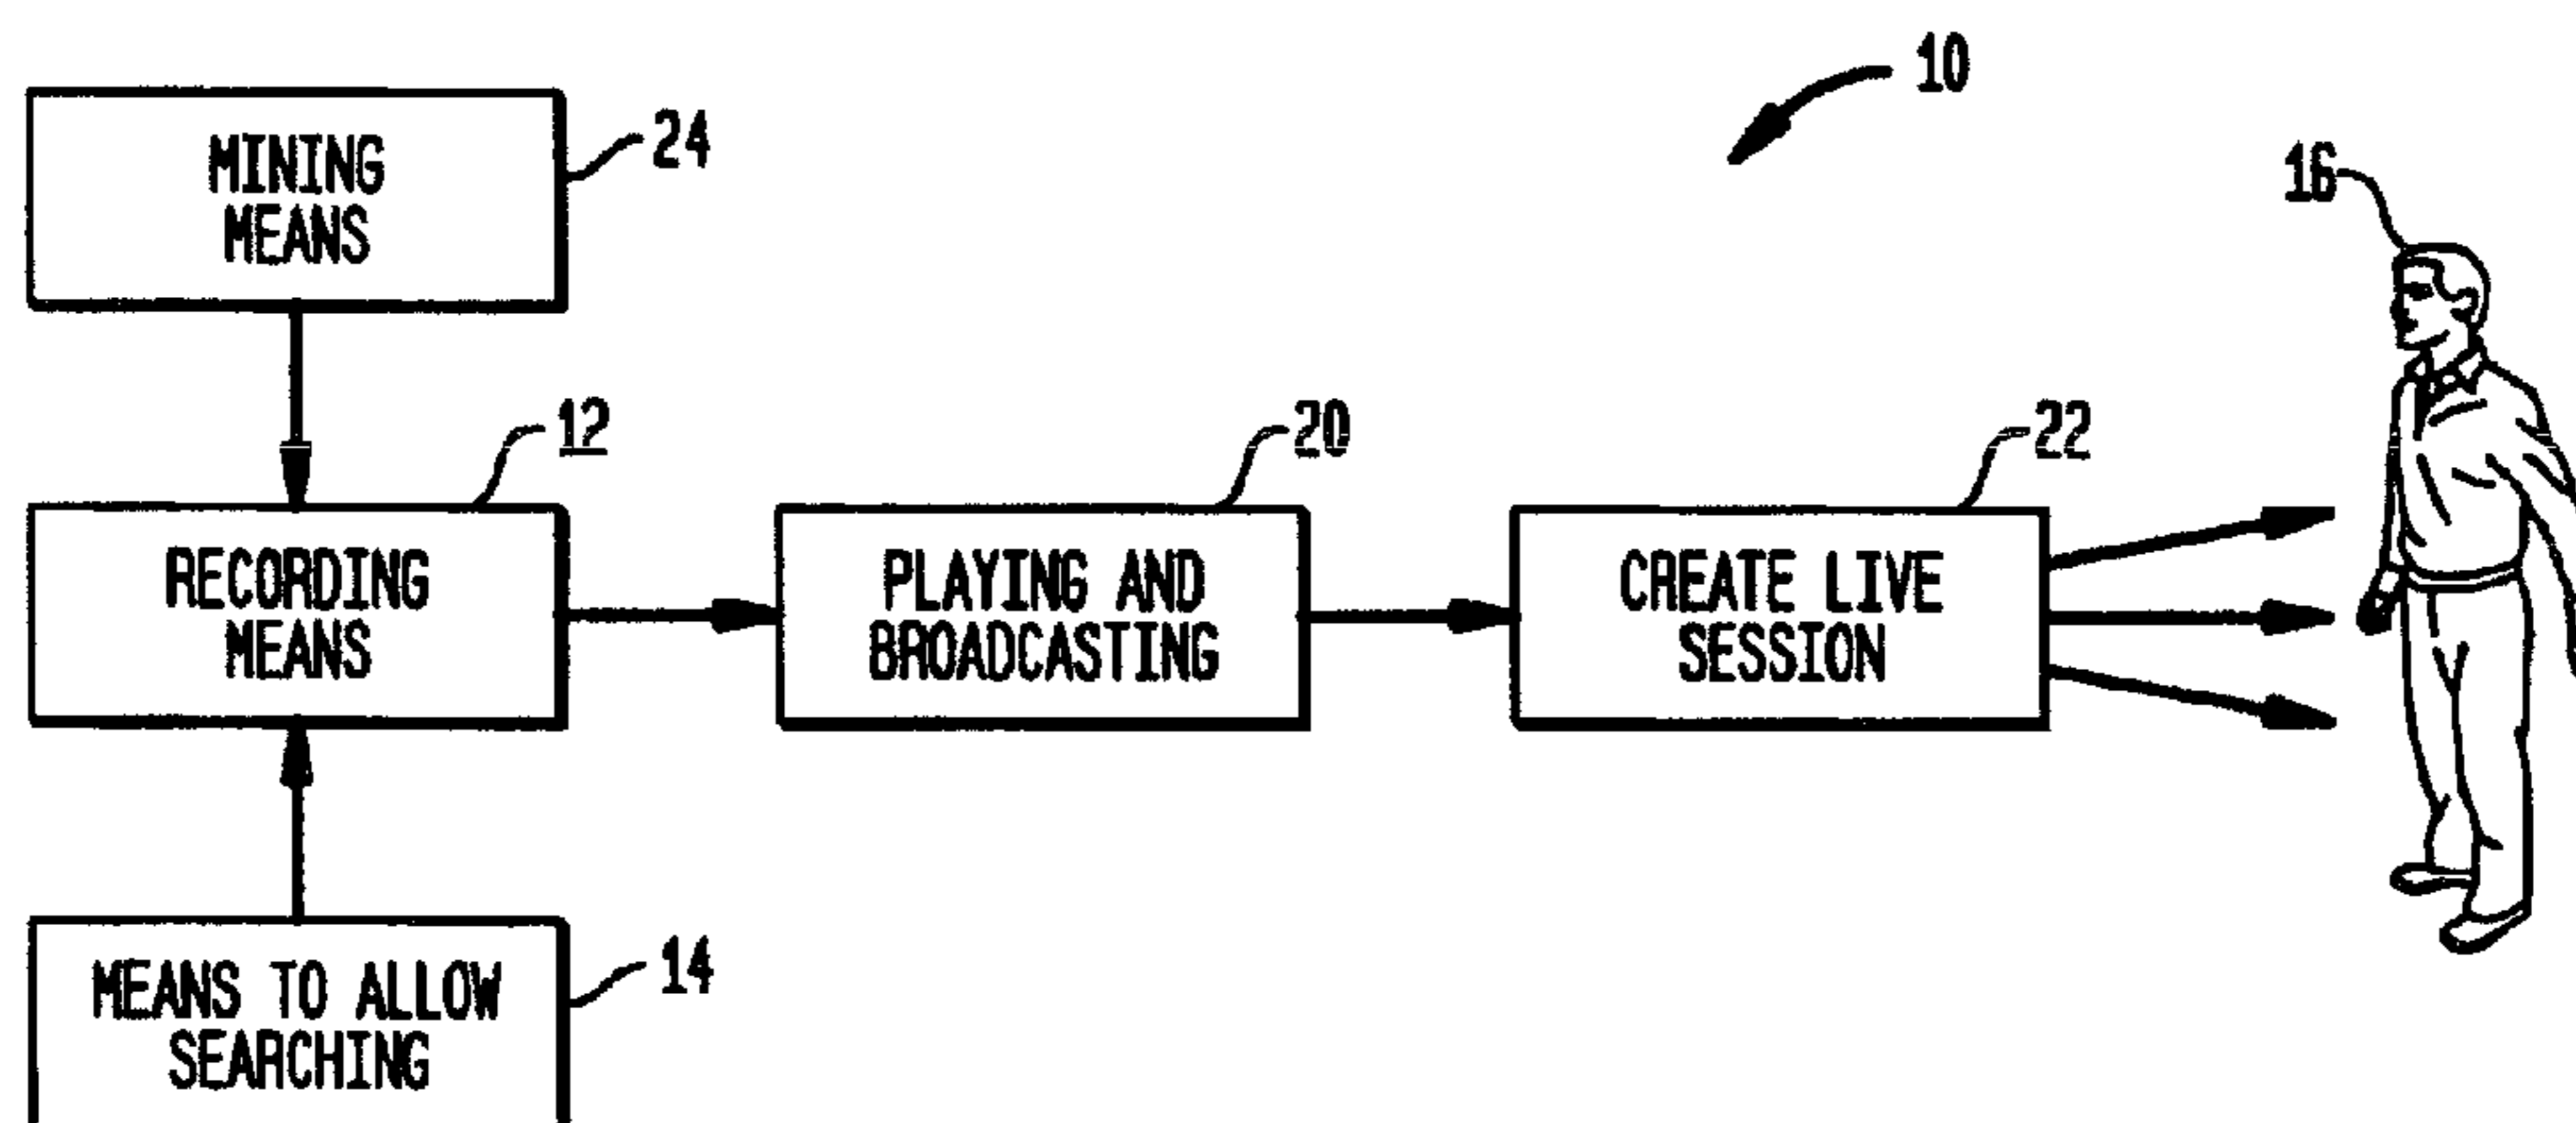 10
MINING
MEANS
24
16
12
20
22
RECORDING
MEANS
PLAYING AND
BROADCASTING
CREATE LIVE
SESSION
MEANS TO ALLOW
SEARCHING
14